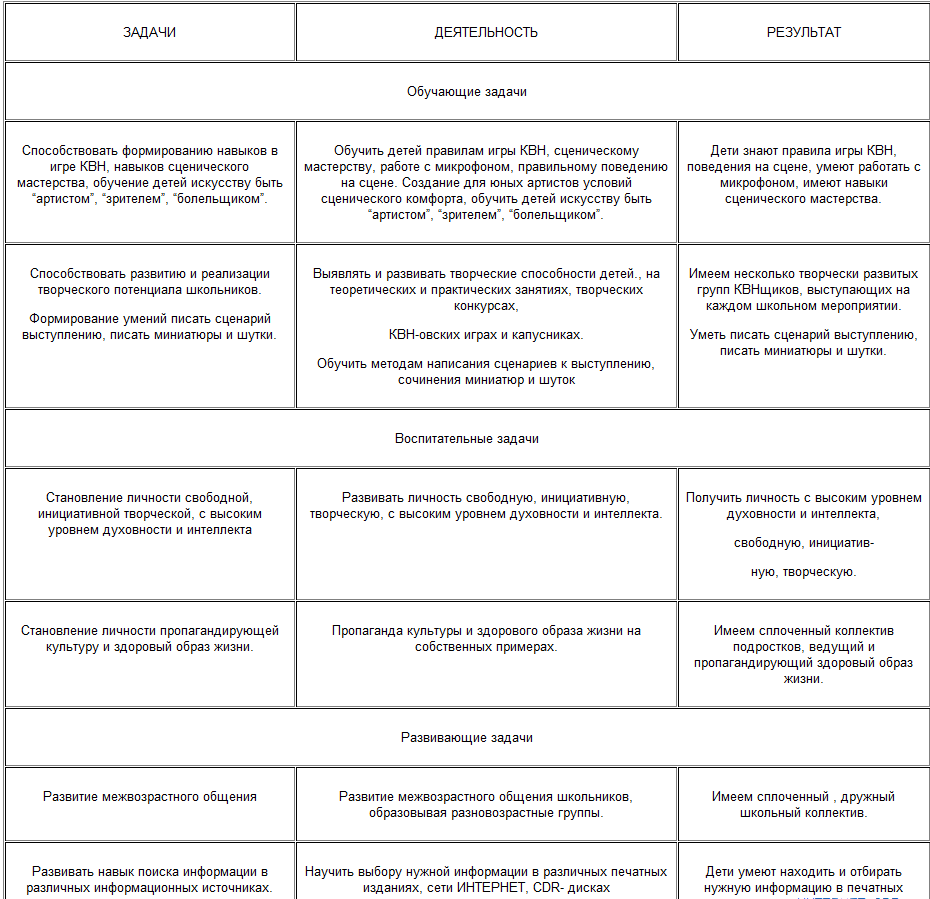 ЗАДАЧИ
ДЕЯТЕЛЬНОСТЬ
РЕЗУЛЬТАТ
Обучающие задачи
Способствовать формированию навыков в
игре КВН, навыков сценического
мастерства, обучение детей искусству быть
“артистом”, “зрителем”, “болельщиком”.
Обучить детей правилам игры КВН, сценическому
мастерству, работе с микрофоном, правильному поведению
на сцене. Создание для юных артистов условий
сценического комфорта, обучить детей искусству быть
“артистом”, “зрителем”, “болельщиком”.
Дети знают правила игры КВН,
поведения на сцене, умеют работать с
микрофоном, имеют навыки
сценического мастерства.
Способствовать развитию и реализации
творческого потенциала школьников.
Формирование умений писать сценарий
выступлению, писать миниатюры и шутки.
Выявлять и развивать творческие способности детей., на
теоретических и практических занятиях, творческих
конкурсах,
КВН-овских играх и капусниках.
Обучить методам написания сценариев к выступлению,
сочинения миниатюр и шуток
Имеем несколько творчески развитых
групп КВНщиков, выступающих на
каждом школьном мероприятии.
Уметь писать сценарий выступлению,
писать миниатюры и шутки.
Воспитательные задачи
Становление личности свободной,
инициативной творческой, с высоким
уровнем духовности и интеллекта
Развивать личность свободную, инициативную,
творческую, с высоким уровнем духовности и интеллекта.
Получить личность с высоким уровнем
духовности и интеллекта,
свободную, инициатив-
ную, творческую.
Становление личности пропагандирующей
культуру и здоровый образ жизни.
Пропаганда культуры и здорового образа жизни на
собственных примерах.
Имеем сплоченный коллектив
подростков, ведущий и
пропагандирующий здоровый образ
жизни.
Развивающие задачи
Развитие межвозрастного общения
Развитие межвозрастного общения школьников,
образовывая разновозрастные группы.
Имеем сплоченный , дружный
школьный коллектив.
Развивать навык поиска информации в
различных информационных источниках.
Научить выбору нужной информации в различных печатных
изданиях, сети ИНТЕРНЕТ, CDR- дисках
Дети умеют находить и отбирать
нужную информацию в печатных